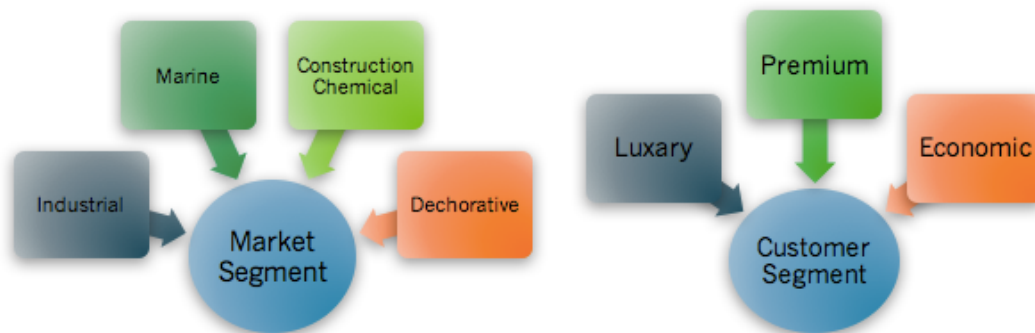 Marine
Construction
Chemical
Industrial
Dechorative
Market
Segment
Premium
Luxary
Economic
Customer
Segment